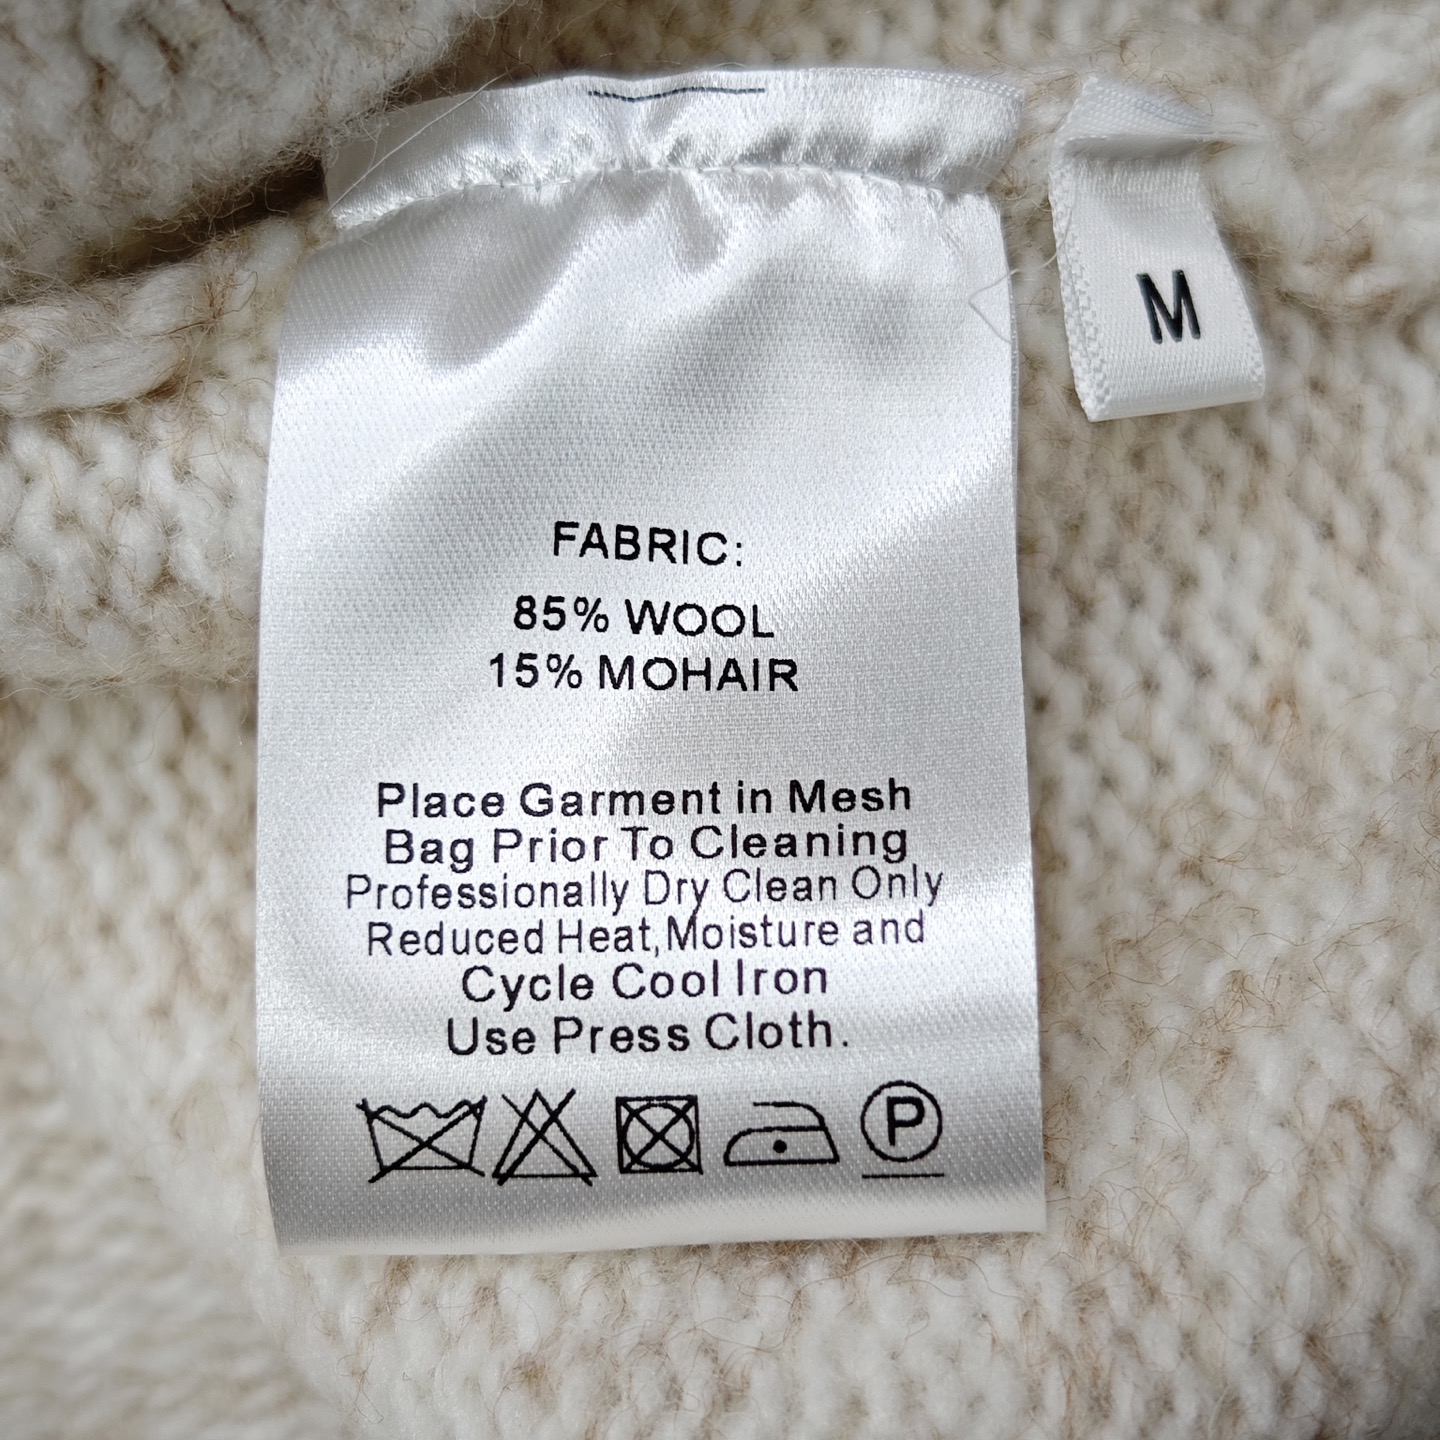 M
FABRIC:
85% WOOL
15% MOHAIR
Place Garment in Mesh
Bag Prior To Cleaning
Professionally Dry Clean Only
Reduced Heat,Moisture and
Cycle Cool Iron
Use Press Cloth.
P